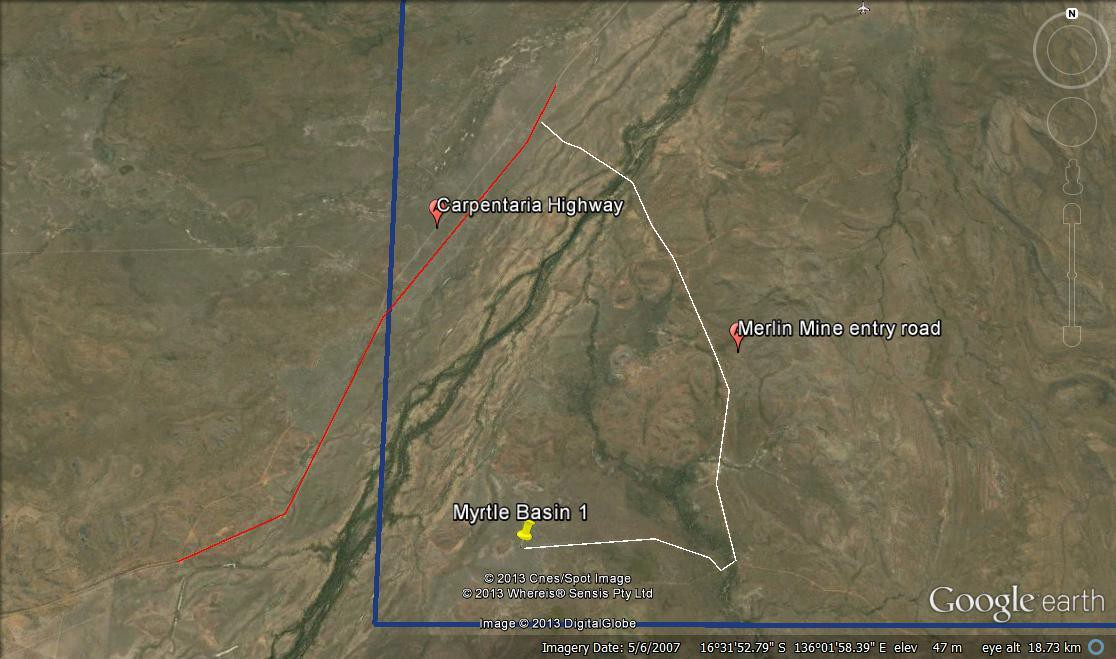 N
Carpentaria Highway
Merlin Mine entry road
Myrtle Basin 1
© 2013 Cnes/Spot Image
© 2013 Whereis® Sensis Pty Ltd
Image © 2013 DigitalGlobe
Google earth
Imagery Date: 5/6/2007 16°31'52.79" S 136°01'58.39" E elev 47 m eye alt 18.73 km